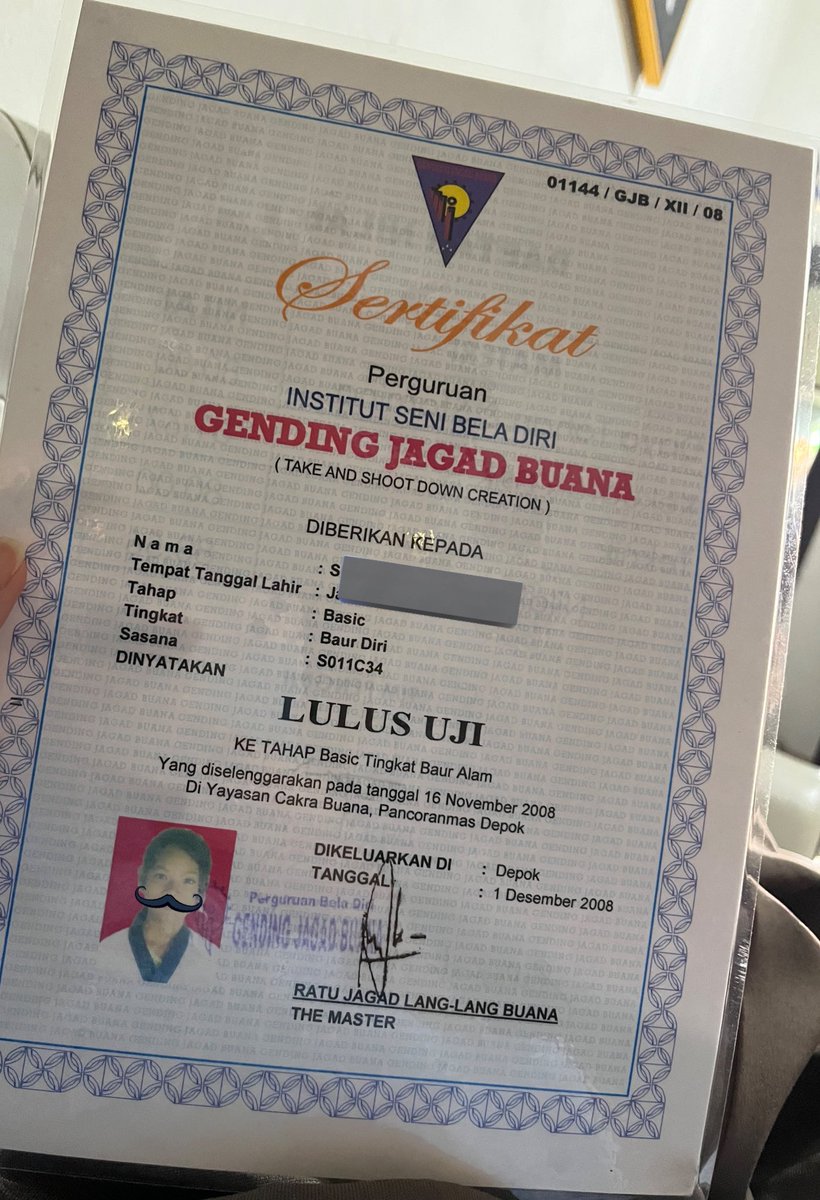 01144 / GJB / XII / 08
Sertifikat
Perguruan
INSTITUT SENI BELA DIRI
GENDING JAGAD BUANA
( TAKE AND SHOOT DOWN CREATION )
DIBERIKAN KEPADA
N a m a : S
Tempat Tanggal Lahir : Ja
Tahap : Basic
Tingkat : Baur Diri
Sasana : S011C34
DINYATAKAN
LULUS UJI
KE TAHAP Basic Tingkat Baur Alam
Yang diselenggarakan pada tanggal 16 November 2008
Di Yayasan Cakra Buana, Pancoranmas Depok
DIKELUARKAN DI : Depok
TANGGAL : 1 Desember 2008
Perguruan Bela Diri
GENDING JAGAD BUANA
RATU JAGAD LANG-LANG BUANA
THE MASTER